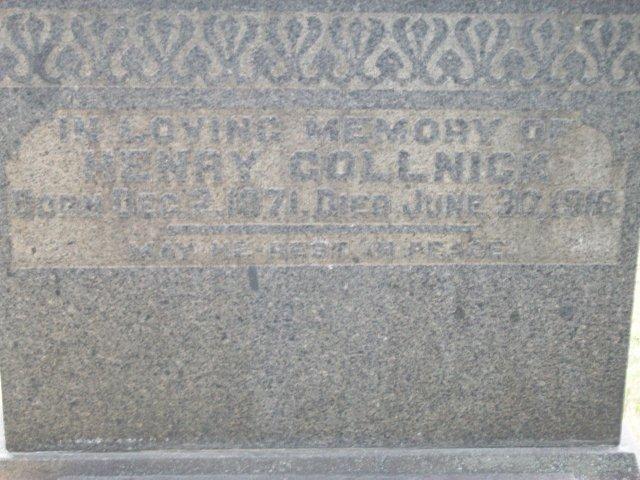 IN LOVING MEMORY OF
HENRY GOLLNICK
BORN DEC. 2, 1871. DIED JUNE 30, 1916
MAY HE REST IN PEACE